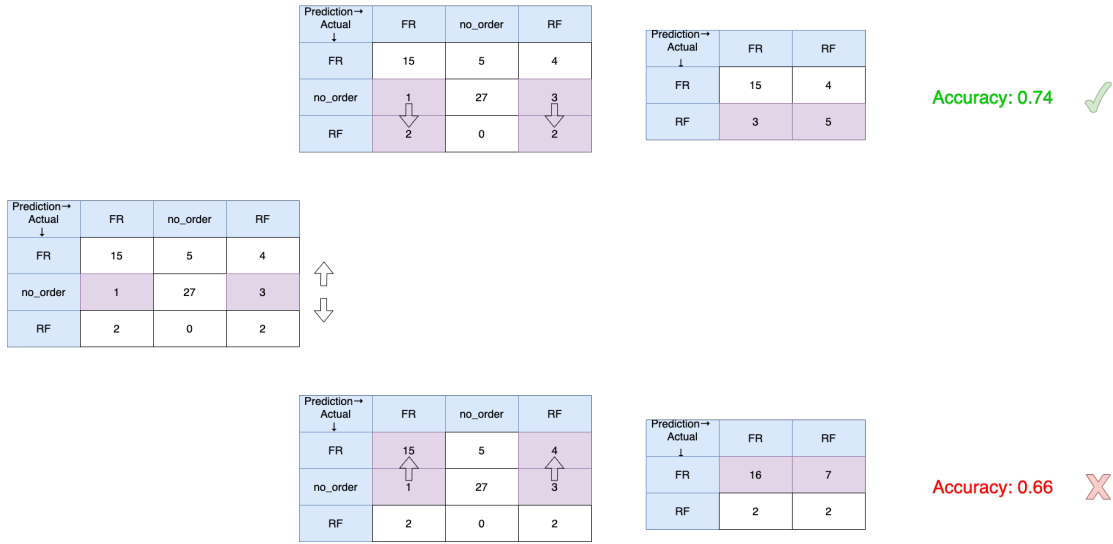 Prediction→
Actual
↓
FR no_order RF
FR 15 5 4
no_order 1 27 3
RF 2 0 2
Prediction→
Actual
↓
FR RF
FR 15 4
RF 3 5
Accuracy: 0.74
Prediction→
Actual
↓
FR no_order RF
FR 15 5 4
no_order 1 27 3
RF 2 0 2
Prediction→
Actual
↓
FR no_order RF
FR 15 5 4
no_order 1 27 3
RF 2 0 2
Prediction→
Actual
↓
FR RF
FR 16 7
RF 2 2
Accuracy: 0.66